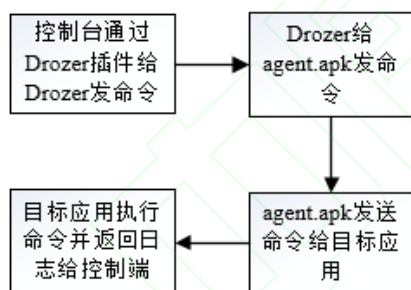 控制台通过
Drozer插件给
Drozer发命令
Drozer给
agent.apk发命
令
agent.apk发送
命令给目标应
用
目标应用执行
命令并返回日
志给控制端